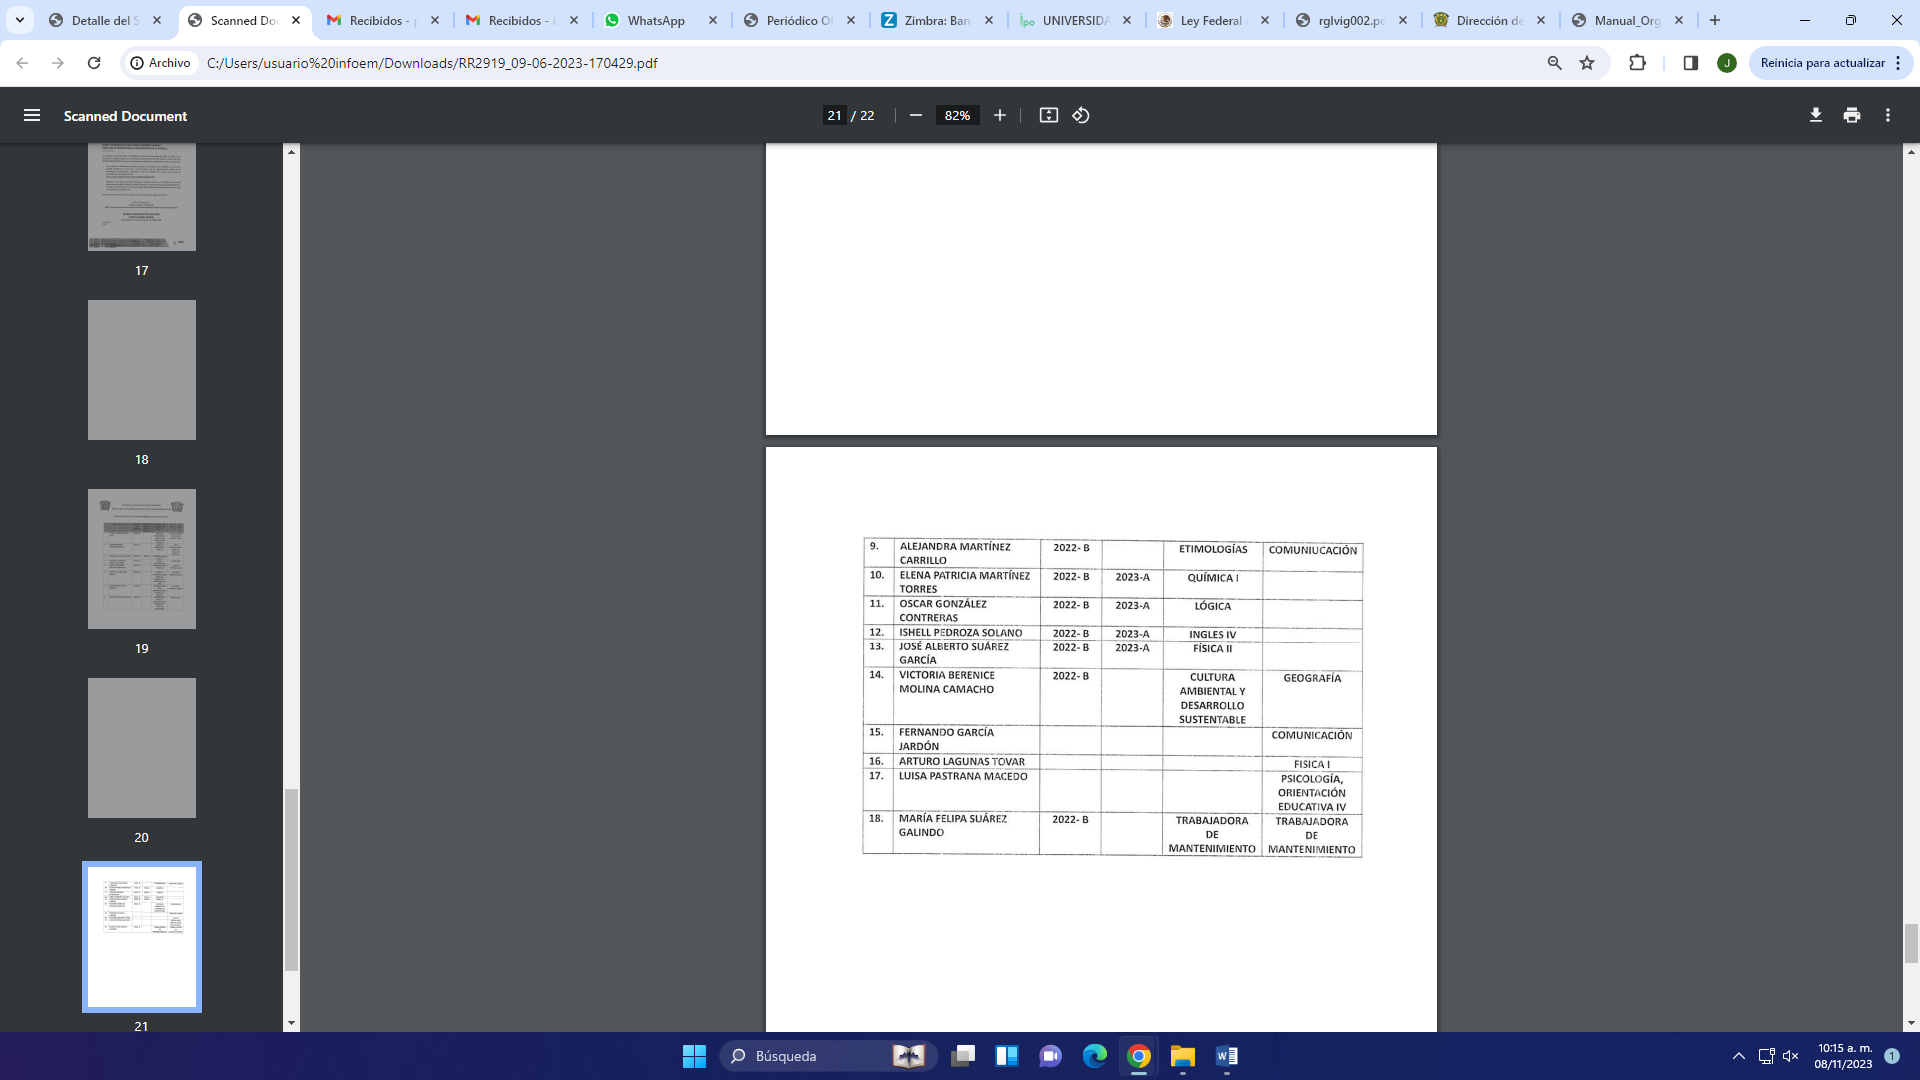 Detalle del S
Scanned Do
Recibidos - p
Recibidos - i
WhatsApp
Periódico O
Zimbra: Ban
UNIVERSIDA
Ley Federal
rglvig002.pd
Dirección de
Manual_Org
Archivo
C:/Users/usuario%20infoem/Downloads/RR2919_09-06-2023-170429.pdf
Reinicia para actualizar
J
Scanned Document
21 / 22
82%
17
18
19
20
21
9. ALEJANDRA MARTÍNEZ CARRILLO 2022- B ETIMOLOGÍAS COMUNIUCACIÓN
10. ELENA PATRICIA MARTÍNEZ TORRES 2022- B 2023-A QUÍMICA I
11. OSCAR GONZÁLEZ CONTRERAS 2022- B 2023-A LÓGICA
12. ISHELL PEDROZA SOLANO 2022- B 2023-A INGLES IV
13. JOSÉ ALBERTO SUÁREZ GARCÍA 2022- B 2023-A FÍSICA II
14. VICTORIA BERENICE MOLINA CAMACHO 2022- B CULTURA AMBIENTAL Y DESARROLLO SUSTENTABLE GEOGRAFÍA
15. FERNANDO GARCÍA JARDÓN COMUNICACIÓN
16. ARTURO LAGUNAS TOVAR FISICA I
17. LUISA PASTRANA MACEDO PSICOLOGÍA, ORIENTACIÓN EDUCATIVA IV
18. MARÍA FELIPA SUÁREZ GALINDO 2022- B TRABAJADORA DE MANTENIMIENTO TRABAJADORA DE MANTENIMIENTO
Búsqueda
10:15 a. m.
08/11/2023
1